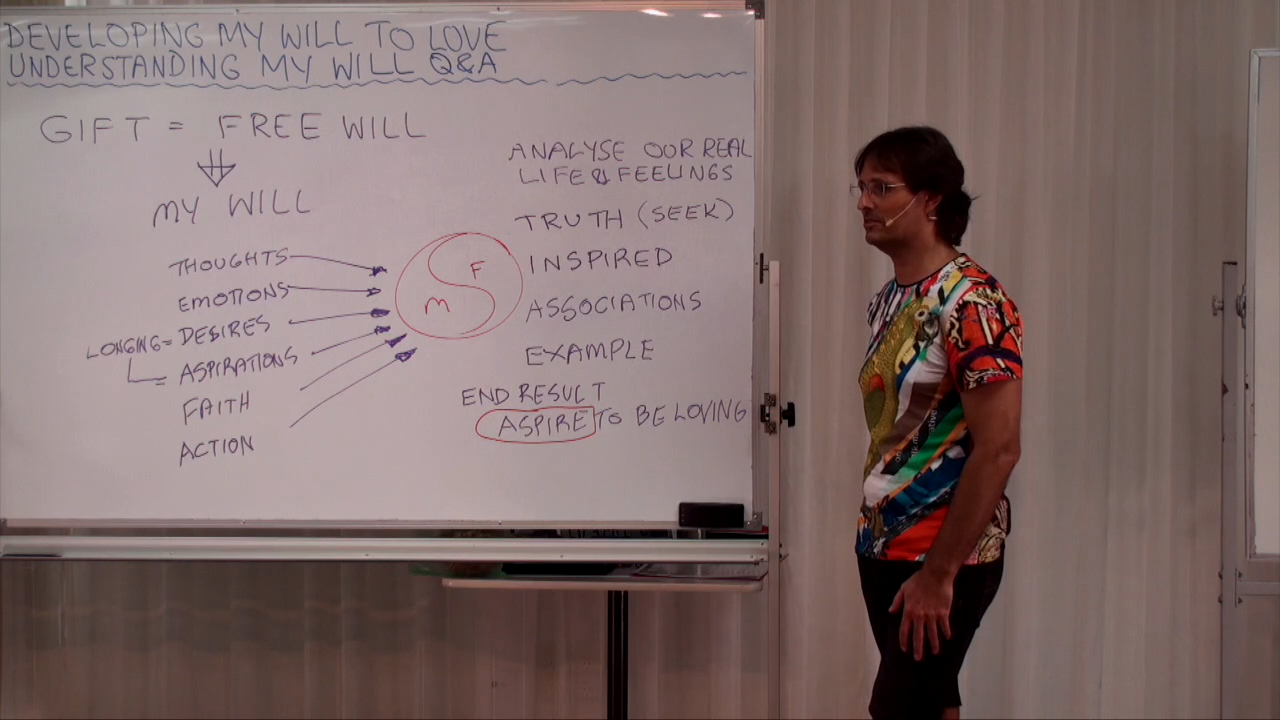 DEVELOPING MY WILL TO LOVE
UNDERSTANDING MY WILL Q&A
GIFT = FREE WILL
MY WILL
THOUGHTS
EMOTIONS
LONGING = DESIRES
= ASPIRATIONS
FAITH
ACTION
M
F
ANALYSE OUR REAL
LIFE & FEELINGS
TRUTH (SEEK)
INSPIRED
ASSOCIATIONS
EXAMPLE
END RESULT
ASPIRE TO BE LOVING